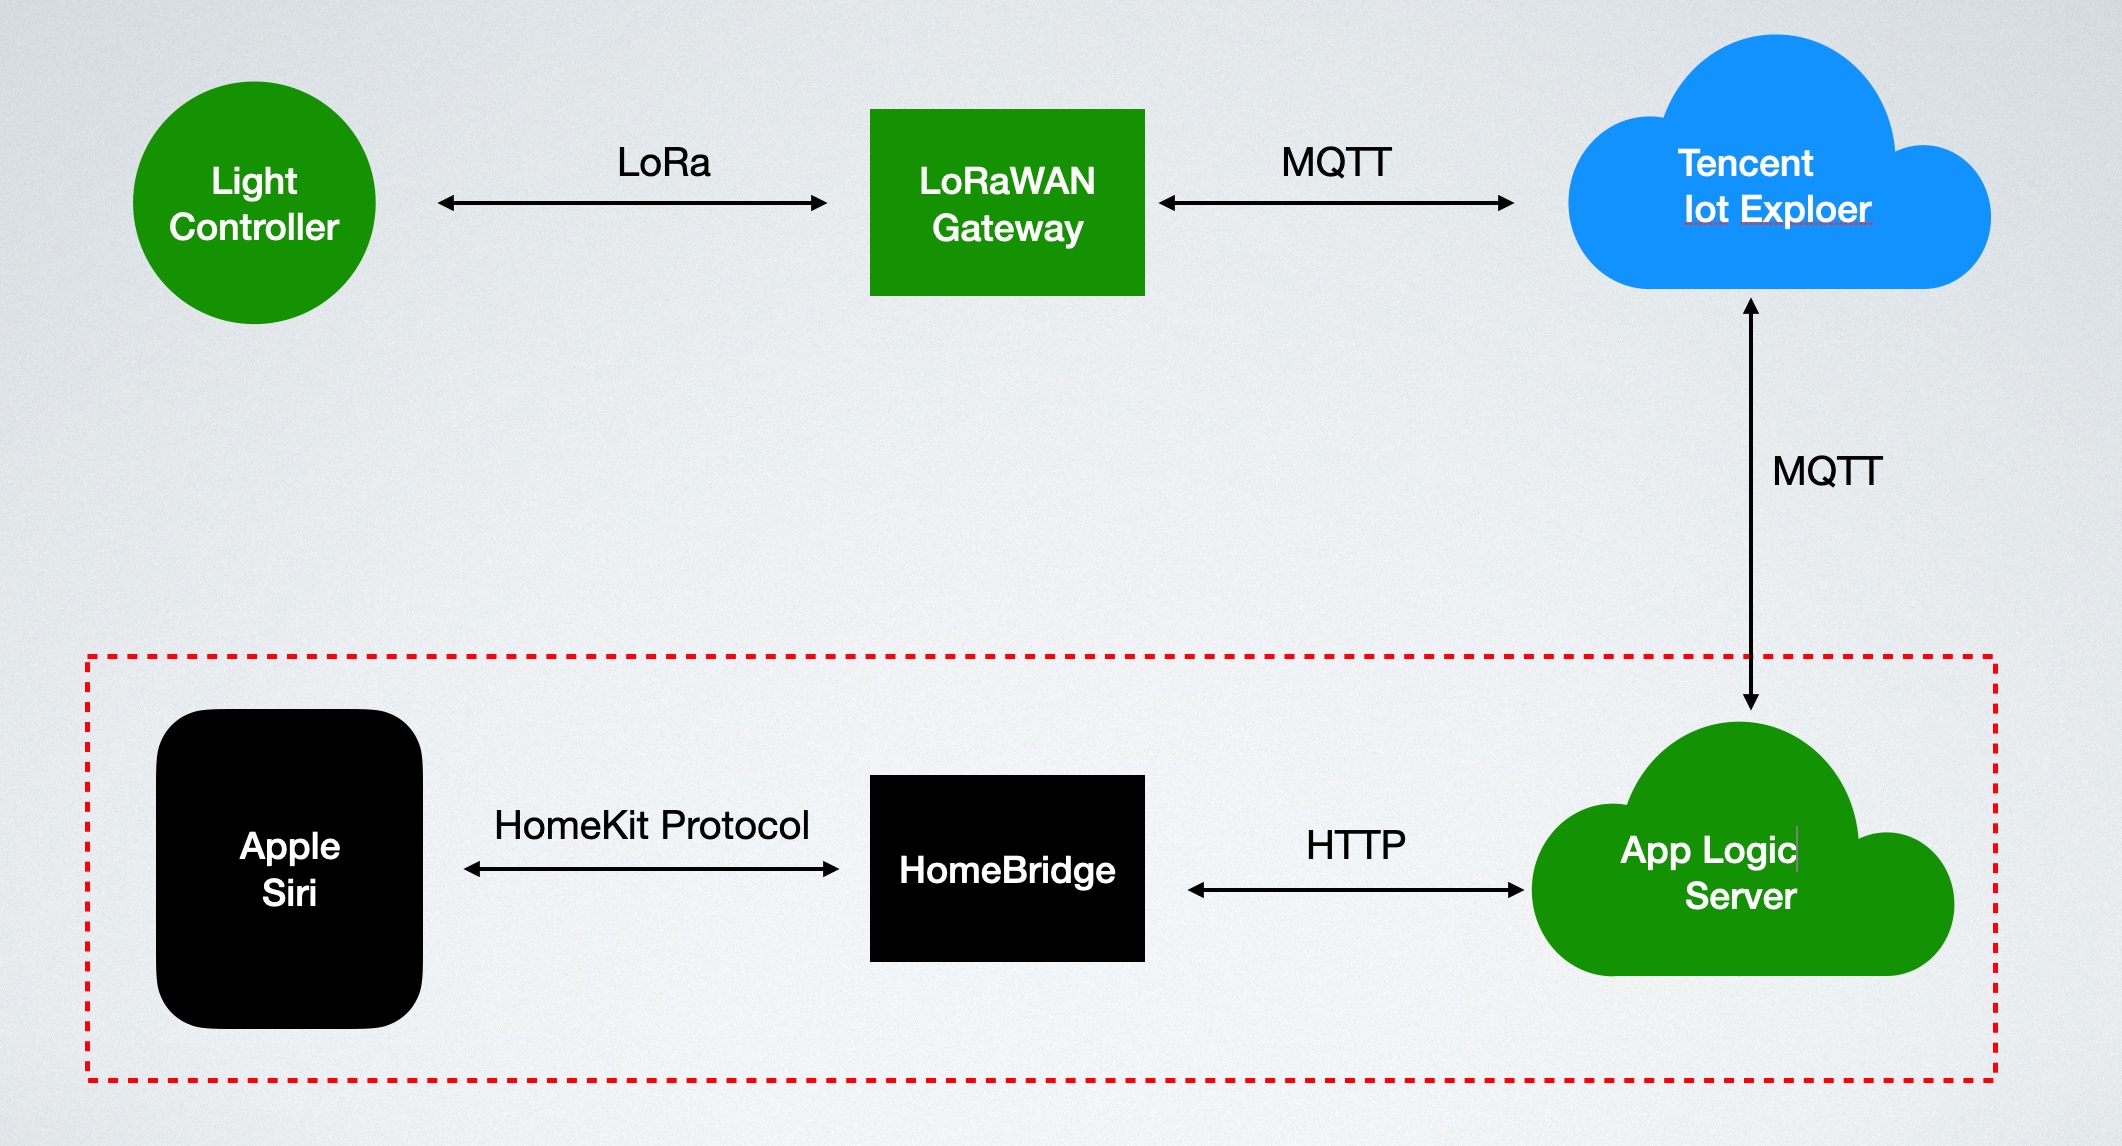 Light
Controller
LoRa
LoRaWAN
Gateway
MQTT
Tencent
Iot Exploer
MQTT
Apple
Siri
HomeKit Protocol
HomeBridge
HTTP
App Logic
Server